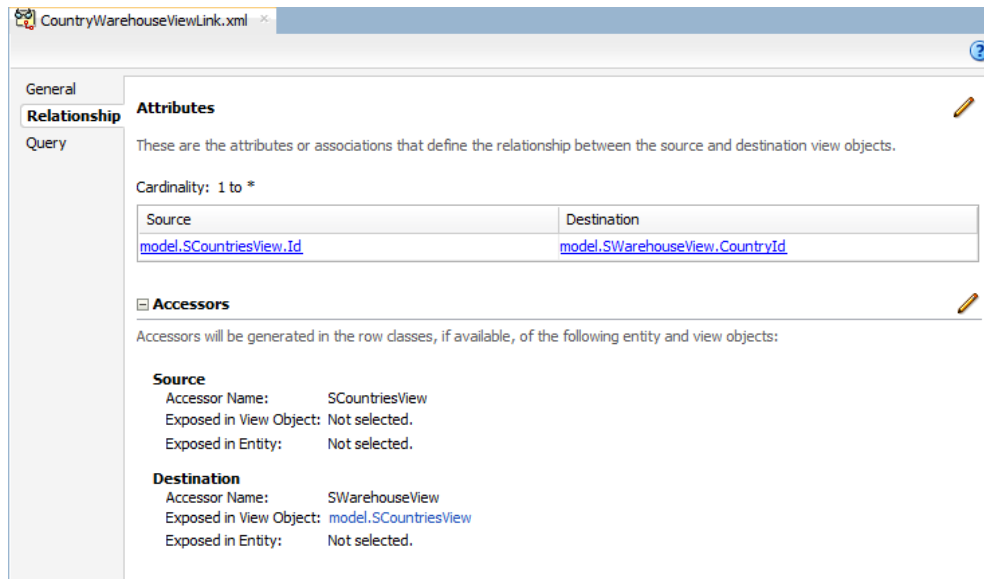 CountryWarehouseViewLink.xml
General
Relationship
Query
Attributes
These are the attributes or associations that define the relationship between the source and destination view objects.
Cardinality: 1 to *
Source Destination
model.SCountriesView.Id model.SWarehouseView.CountryId
Accessors
Accessors will be generated in the row classes, if available, of the following entity and view objects:
Source
Accessor Name: SCountriesView
Exposed in View Object: Not selected.
Exposed in Entity: Not selected.
Destination
Accessor Name: SWarehouseView
Exposed in View Object: model.SCountriesView
Exposed in Entity: Not selected.